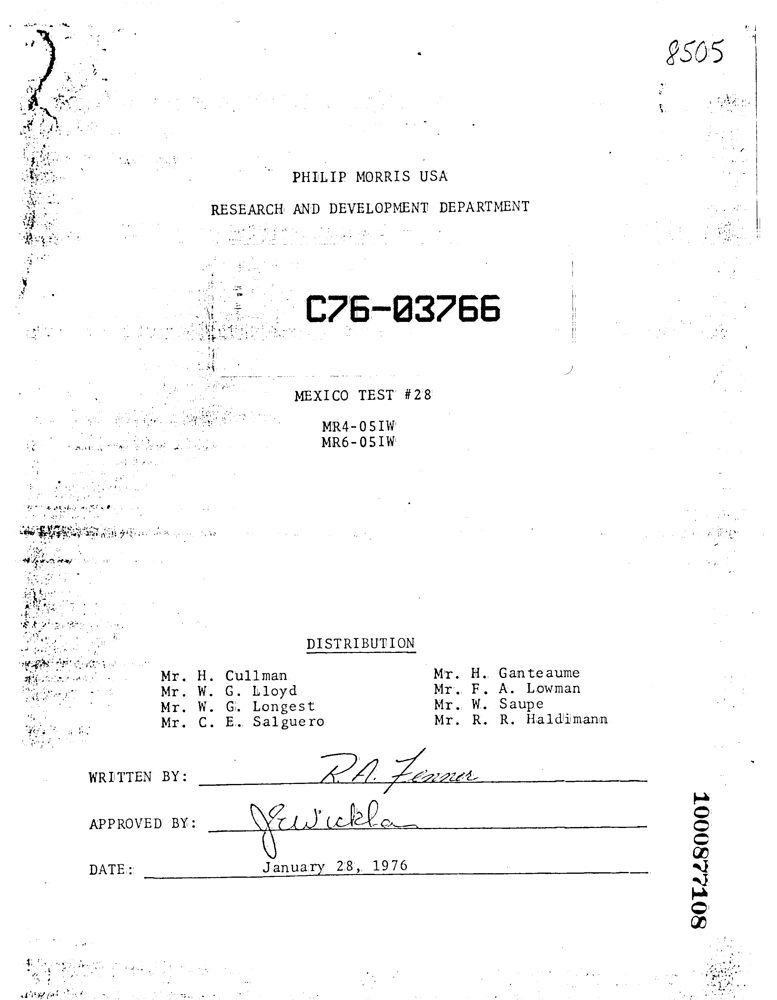 8505
PHILIP MORRIS USA
RESEARCH AND DEVELOPMENT DEPARTMENT
C76-03766
MEXICO TEST #28
MR4-05IW
MR6-05IW
DISTRIBUTION
Mr. H. Cullman
Mr. W. G. Lloyd
Mr. W. G. Longest
Mr. C. E. Salguero
Mr. H. Ganteaume
Mr. F. A. Lowman
Mr. W. Saupe
Mr. R. R. Haldimann
WRITTEN BY: R.A. Fenner
APPROVED BY:
DATE: January 28, 1976
1000877108